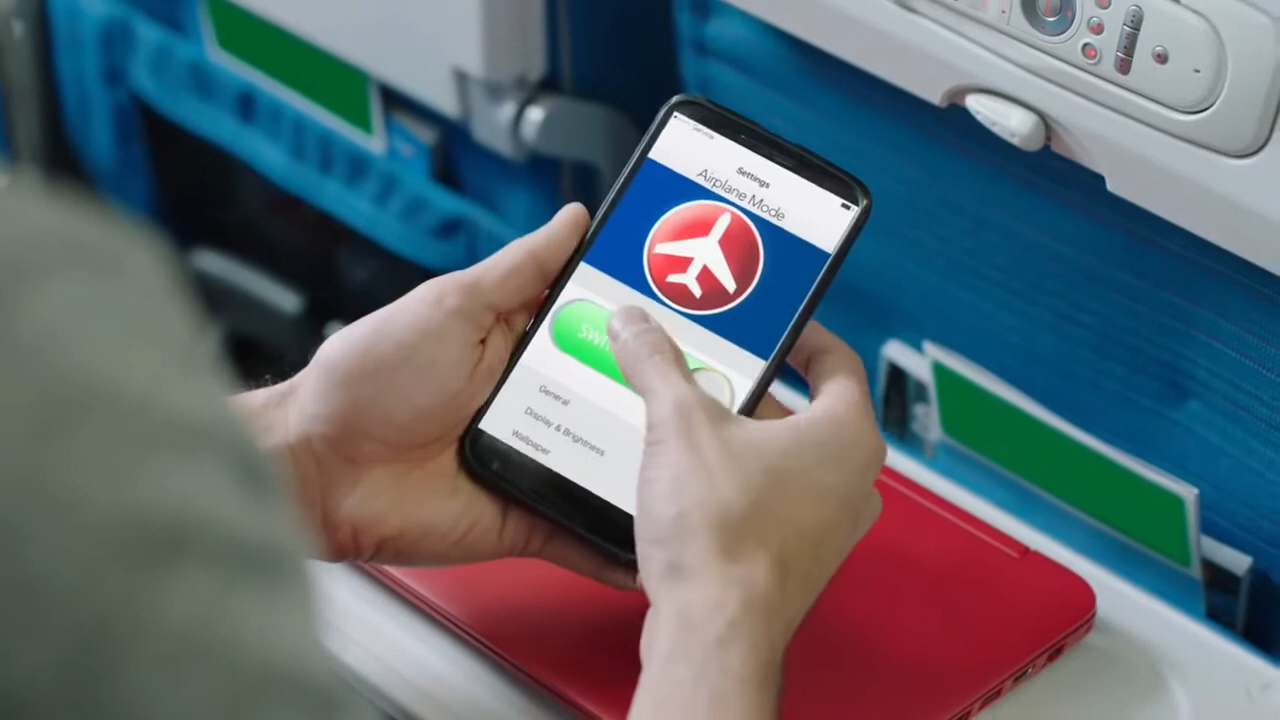 Settings
Airplane Mode
General
Display & Brightness
Wallpaper